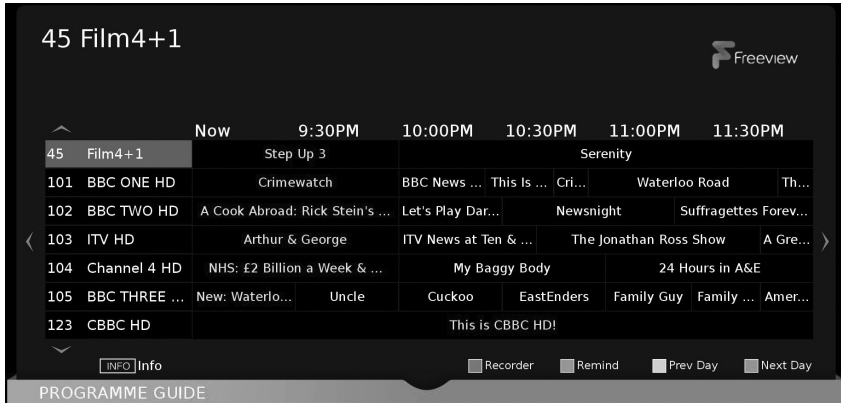 45 Film4+1
Freeview
Now 9:30PM 10:00PM 10:30PM 11:00PM 11:30PM
45 Film4+1 Step Up 3 Serenity
101 BBC ONE HD Crimewatch BBC News ... This Is ... Cri... Waterloo Road Th...
102 BBC TWO HD A Cook Abroad: Rick Stein's ... Let's Play Dar... Newsnight Suffragettes Forev...
103 ITV HD Arthur & George ITV News at Ten & ... The Jonathan Ross Show A Gre...
104 Channel 4 HD NHS: £2 Billion a Week & ... My Baggy Body 24 Hours in A&E
105 BBC THREE ... New: Waterlo... Uncle Cuckoo EastEnders Family Guy Family ... Amer...
123 CBBC HD This is CBBC HD!
INFO Info Recorder Remind Prev Day Next Day
PROGRAMME GUIDE